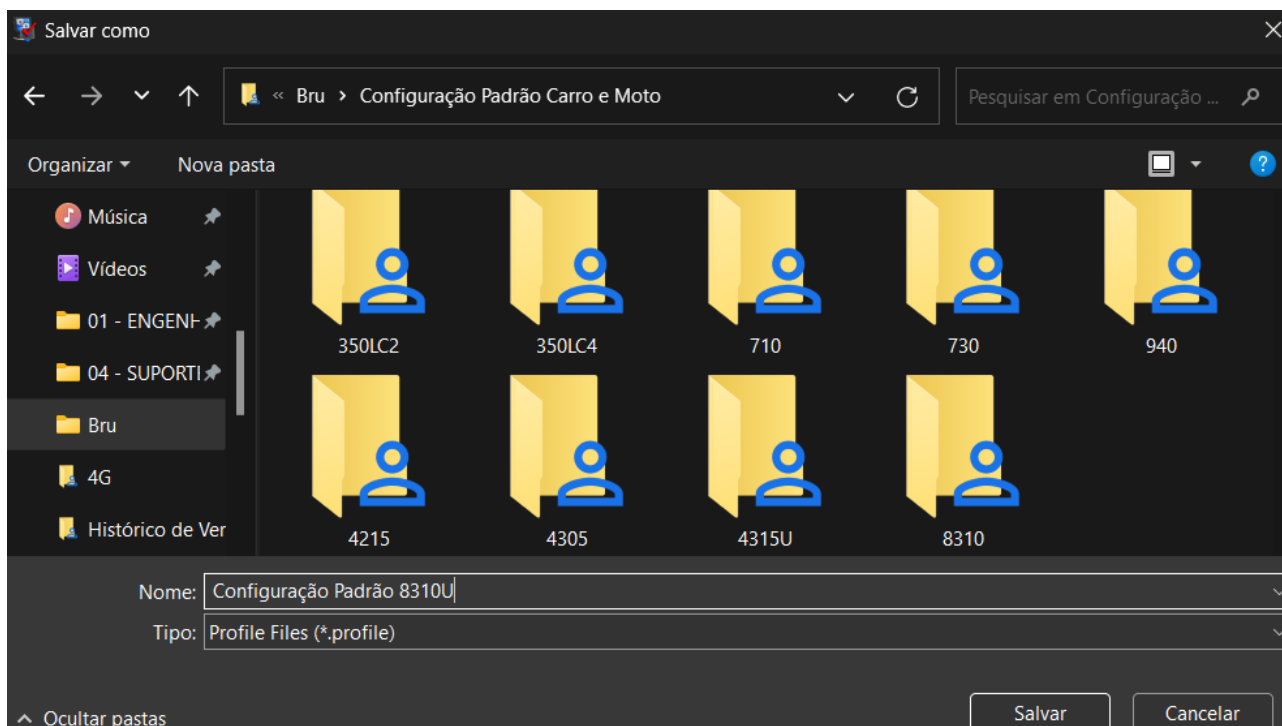 Salvar como
« Bru > Configuração Padrão Carro e Moto
Pesquisar em Configuração ...
Organizar
Nova pasta
Música
Vídeos
01 - ENGENH
04 - SUPORTI
Bru
4G
Histórico de Ver
350LC2
350LC4
710
730
940
4215
4305
4315U
8310
Nome: Configuração Padrão 8310U
Tipo: Profile Files (*.profile)
Ocultar pastas
Salvar
Cancelar